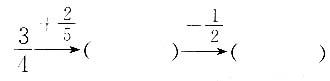 3/4 →(+ 2/5) (    ) →(- 1/2) (    )